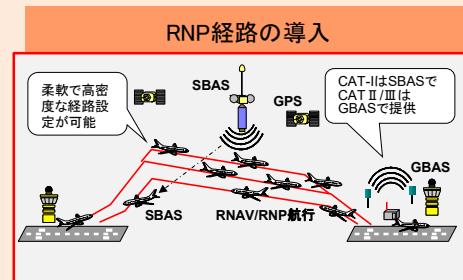 RNP経路の導入
柔軟で高密
度な経路設
定が可能
SBAS
GPS
CAT-IはSBASで
CATⅡ/Ⅲは
GBASで提供
GBAS
SBAS
RNAV/RNP航行